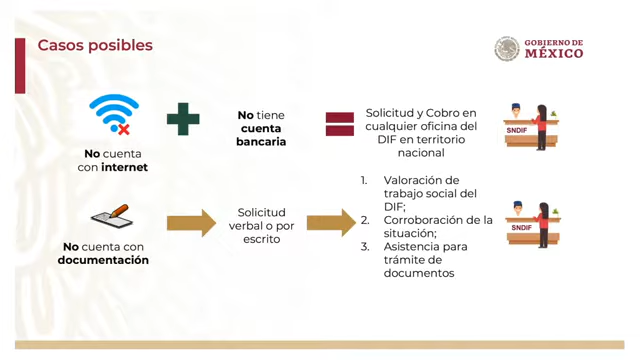 Casos posibles
GOBIERNO DE
MÉXICO
No cuenta
con internet
No tiene
cuenta
bancaria
Solicitud y Cobro en
cualquier oficina del
DIF en territorio
nacional
SNDIF
No cuenta con
documentación
Solicitud
verbal o por
escrito
1. Valoración de
trabajo social del
DIF;
2. Corroboración de la
situación;
3. Asistencia para
trámite de
documentos
SNDIF